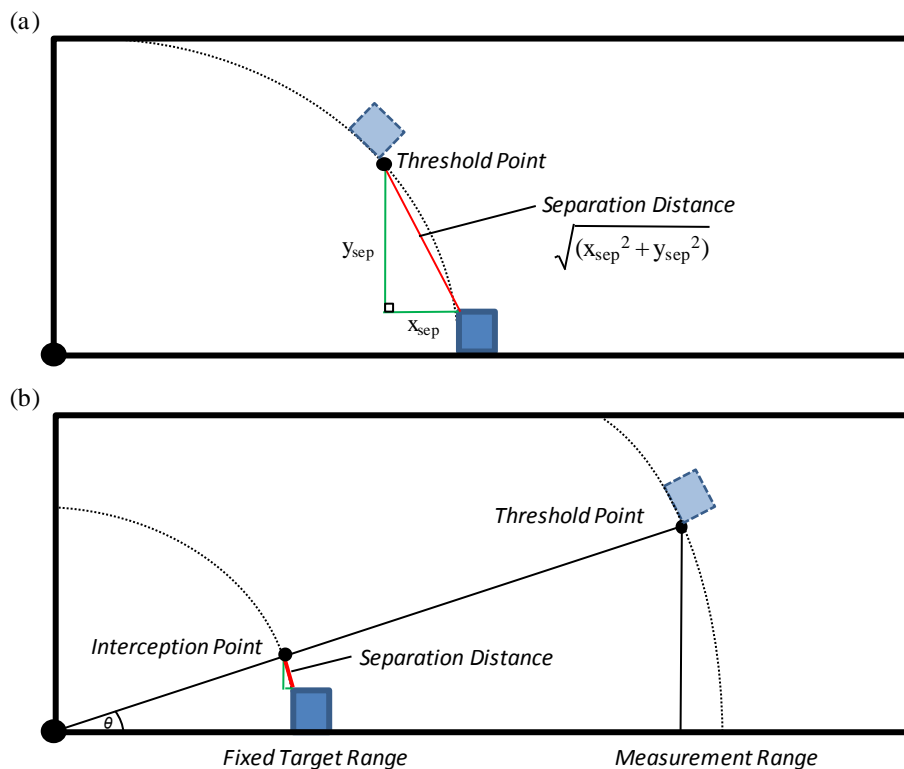 (a)
Threshold Point
Separation Distance
√(x_sep² + y_sep²)
y_sep
x_sep
(b)
Threshold Point
Interception Point
Separation Distance
θ
Fixed Target Range
Measurement Range